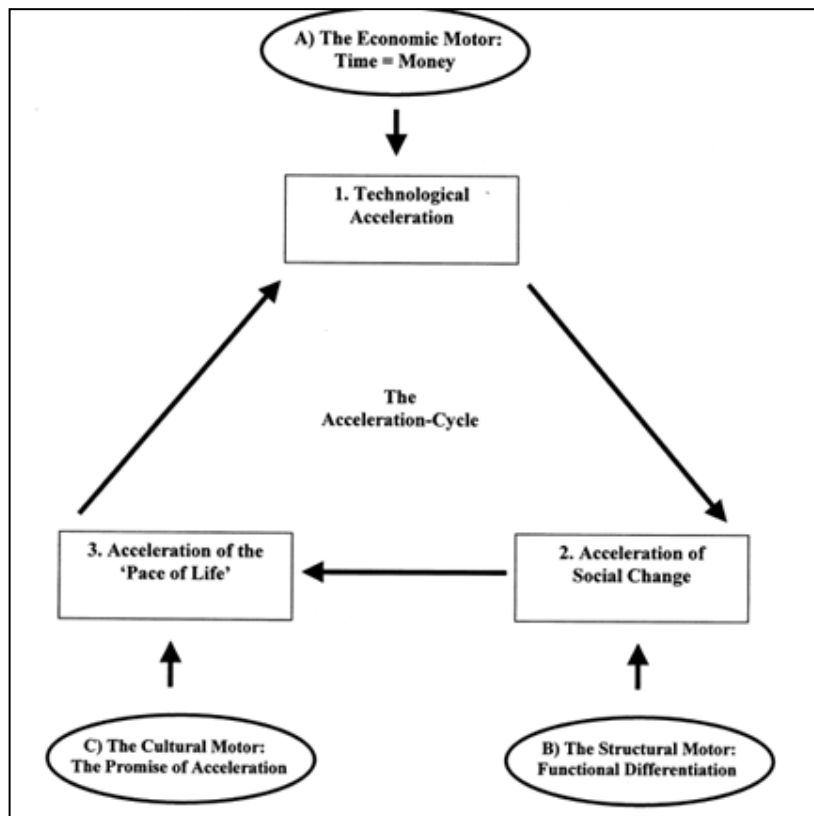 A) The Economic Motor:
Time = Money
1. Technological
Acceleration
The
Acceleration-Cycle
3. Acceleration of the
‘Pace of Life’
2. Acceleration of
Social Change
C) The Cultural Motor:
The Promise of Acceleration
B) The Structural Motor:
Functional Differentiation